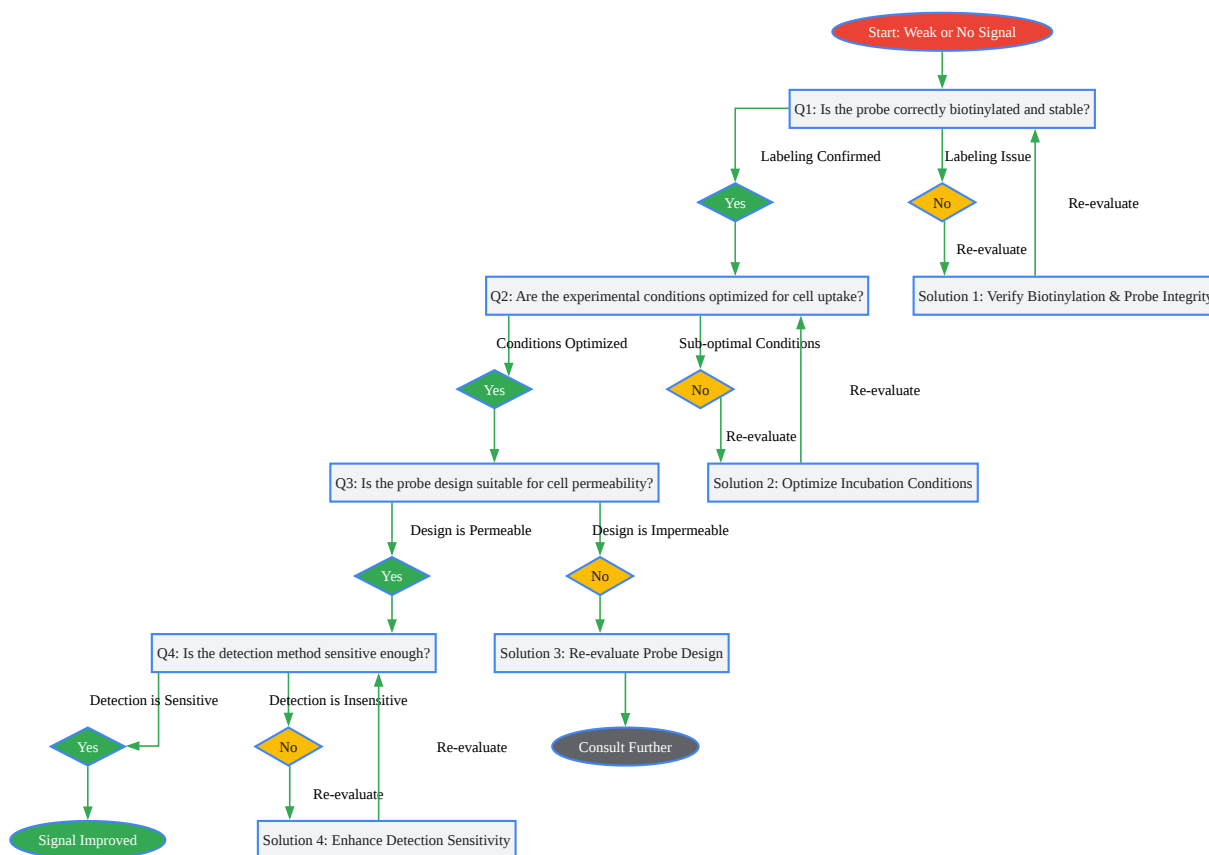 Start: Weak or No Signal
Q1: Is the probe correctly biotinylated and stable?
Labeling Confirmed
Labeling Issue
Yes
No
Re-evaluate
Re-evaluate
Q2: Are the experimental conditions optimized for cell uptake?
Solution 1: Verify Biotinylation & Probe Integrity
Conditions Optimized
Sub-optimal Conditions
Yes
No
Re-evaluate
Re-evaluate
Q3: Is the probe design suitable for cell permeability?
Solution 2: Optimize Incubation Conditions
Design is Permeable
Design is Impermeable
Yes
No
Q4: Is the detection method sensitive enough?
Solution 3: Re-evaluate Probe Design
Detection is Sensitive
Detection is Insensitive
Yes
No
Re-evaluate
Consult Further
Re-evaluate
Signal Improved
Solution 4: Enhance Detection Sensitivity